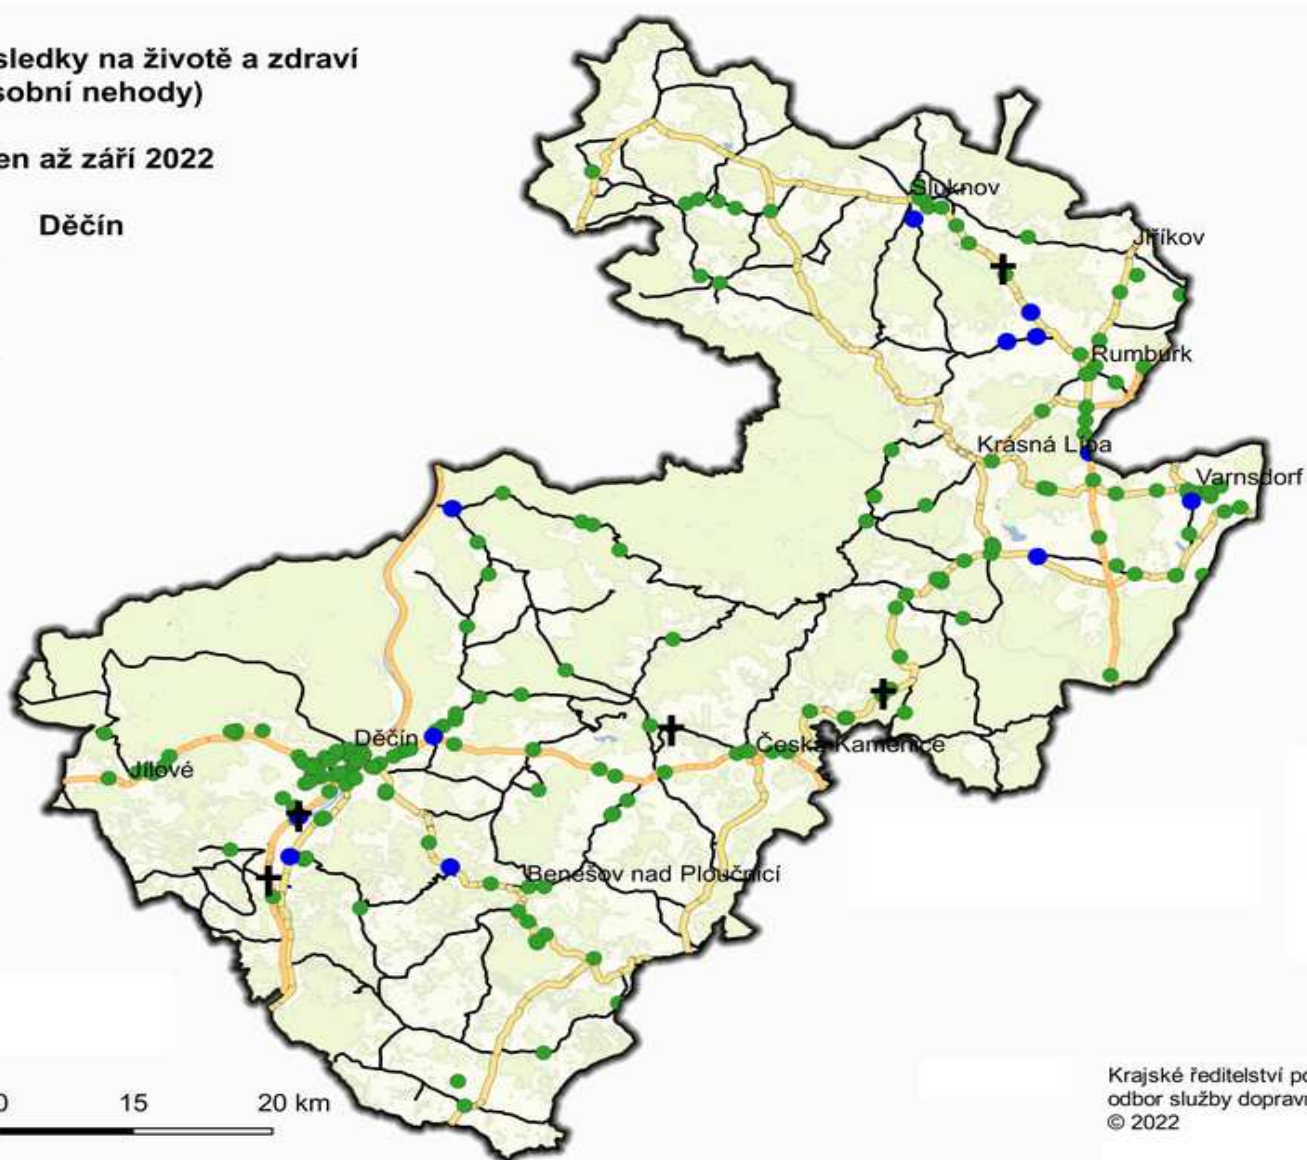 sledky na životě a zdraví
sobní nehody)
en až září 2022
Děčín
Šluknov
Jiříkov
Rumburk
Krásná Lípa
Varnsdorf
Děčín
Česká Kamenice
Jílové
Benešov nad Ploučnicí
0 15 20 km
Krajské ředitelství po
odbor služby dopravn
© 2022